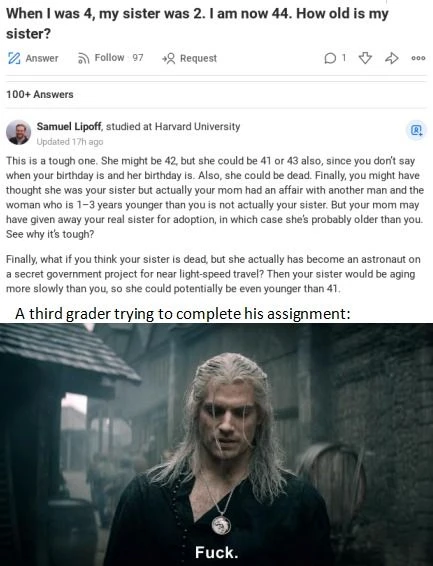 When I was 4, my sister was 2. I am now 44. How old is my
sister?
Answer Follow · 97 Request 1
100+ Answers
Samuel Lipoff, studied at Harvard University
Updated 17h ago
This is a tough one. She might be 42, but she could be 41 or 43 also, since you don't say
when your birthday is and her birthday is. Also, she could be dead. Finally, you might have
thought she was your sister but actually your mom had an affair with another man and the
woman who is 1–3 years younger than you is not actually your sister. But your mom may
have given away your real sister for adoption, in which case she's probably older than you.
See why it's tough?
Finally, what if you think your sister is dead, but she actually has become an astronaut on
a secret government project for near light-speed travel? Then your sister would be aging
more slowly than you, so she could potentially be even younger than 41.
A third grader trying to complete his assignment:
Fuck.